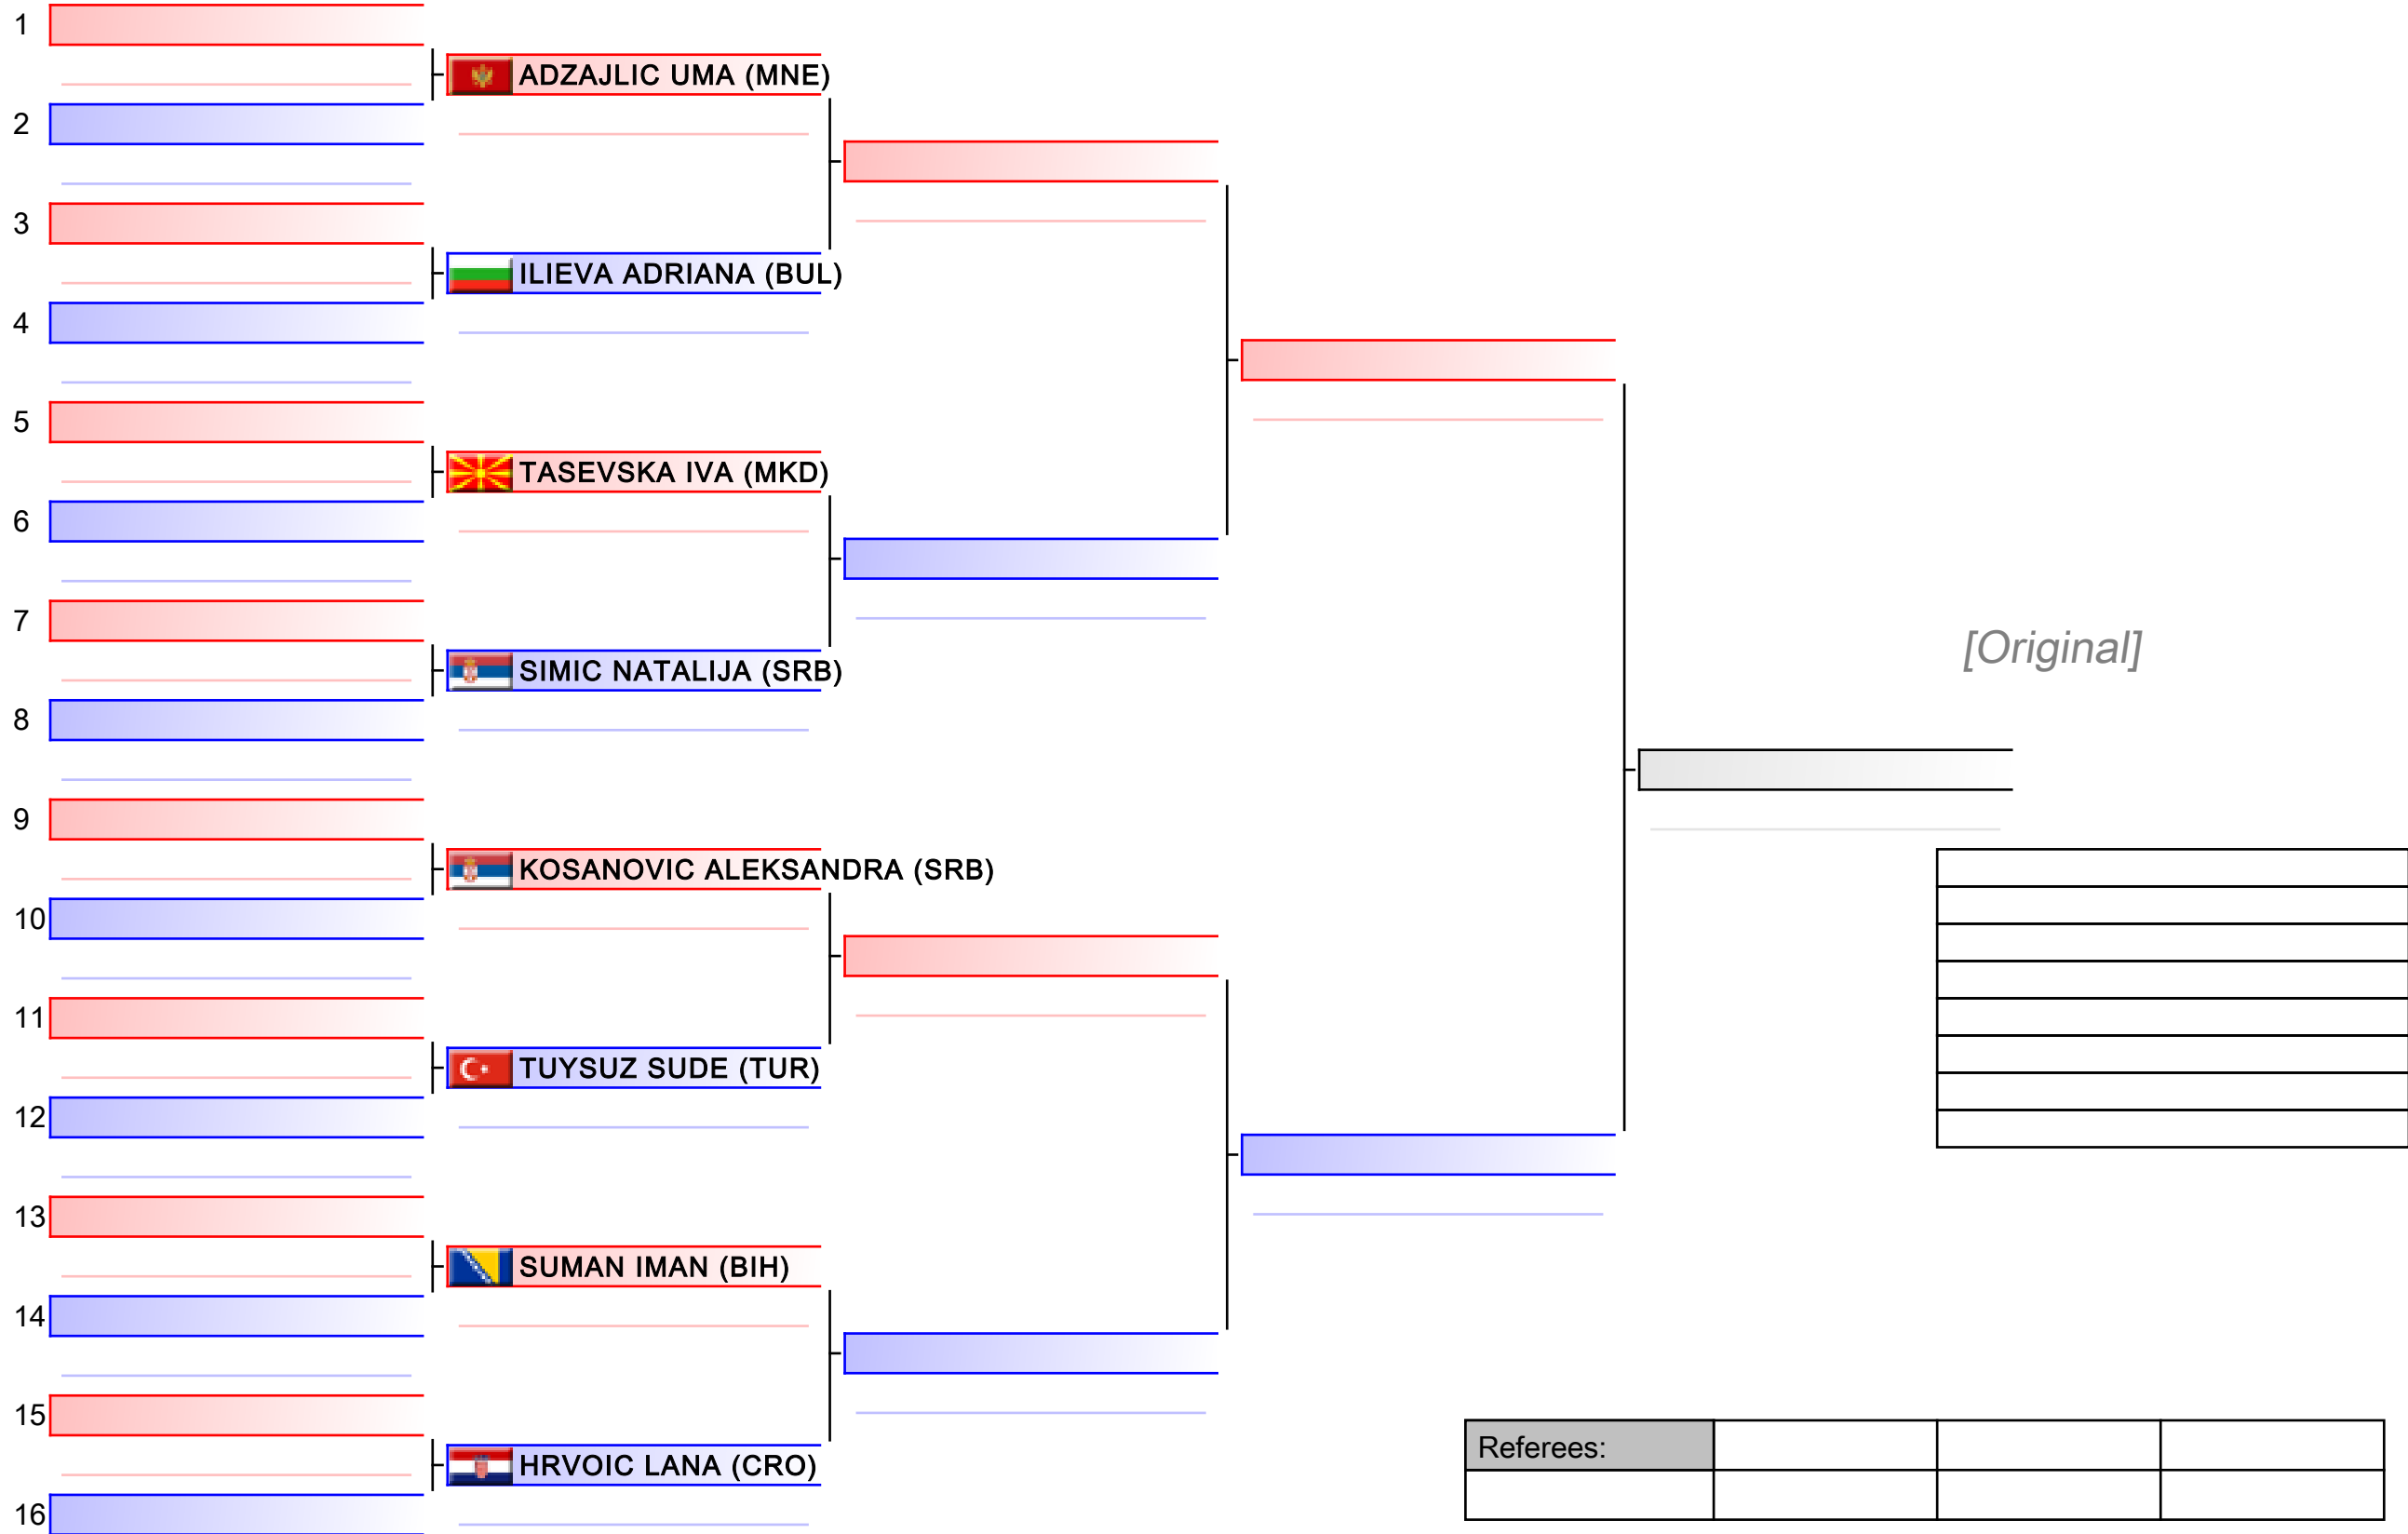 1
ADZAJLIC UMA (MNE)
2
3
ILIEVA ADRIANA (BUL)
4
5
TASEVSKA IVA (MKD)
6
7
[Original]
SIMIC NATALIJA (SRB)
8
9
KOSANOVIC ALEKSANDRA (SRB)
10
11
TUYSUZ SUDE (TUR)
12
13
SUMAN IMAN (BIH)
14
15
Referees:
HRVOIC LANA (CRO)
16